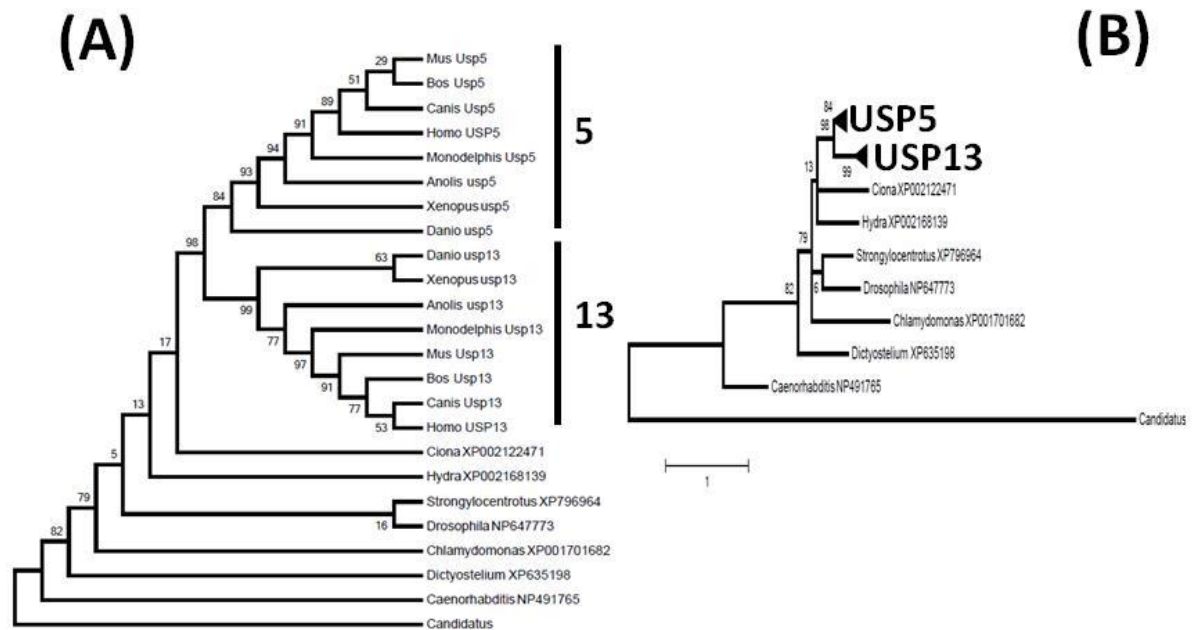 (A)
29
Mus Usp5
51
Bos Usp5
89
Canis Usp5
91
Homo USP5
94
Monodelphis Usp5
93
Anolis usp5
84
Xenopus usp5
98
Danio usp5
5
63
Danio usp13
Xenopus usp13
99
Anolis usp13
77
Monodelphis Usp13
97
Mus Usp13
91
Bos Usp13
77
Canis Usp13
53
Homo USP13
13
17
Ciona XP002122471
13
Hydra XP002168139
5
Strongylocentrotus XP796964
16
Drosophila NP647773
79
Chlamydomonas XP001701682
82
Dictyostelium XP635198
Caenorhabditis NP491765
Candidatus
(B)
84
USP5
98
USP13
99
13
Ciona XP002122471
Hydra XP002168139
79
Strongylocentrotus XP796964
6
Drosophila NP647773
82
Chlamydomonas XP001701682
Dictyostelium XP635198
Caenorhabditis NP491765
Candidatus
1